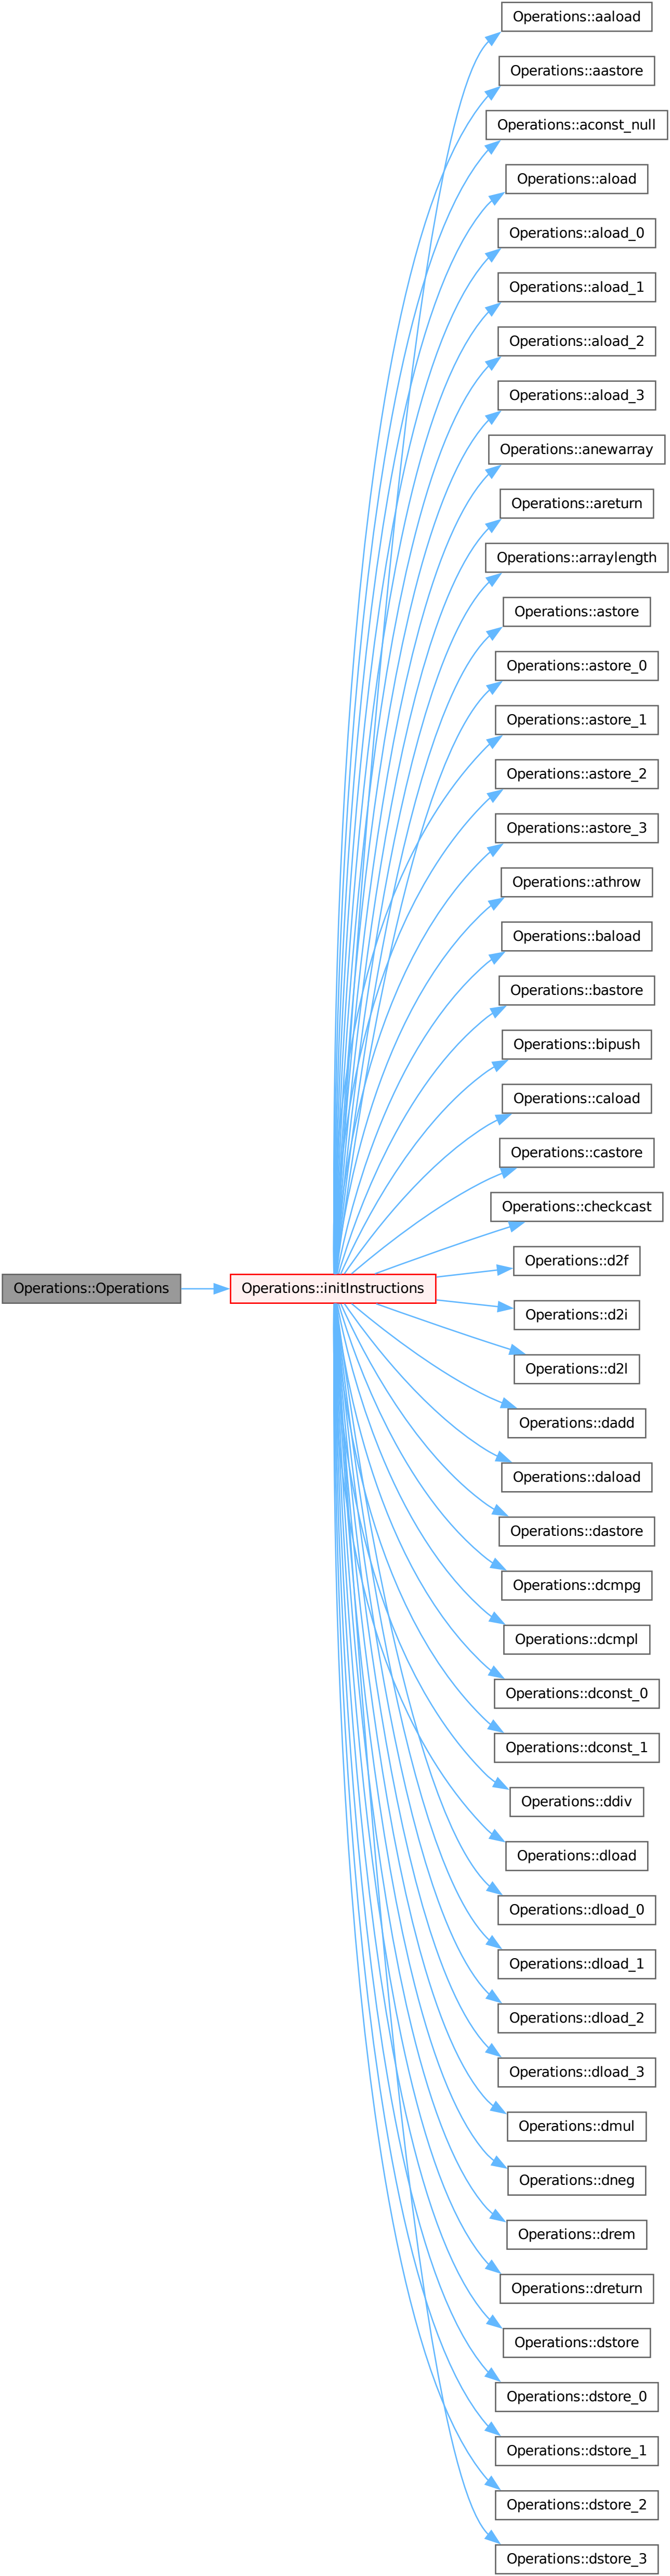 Operations::aaload
Operations::aastore
Operations::aconst_null
Operations::aload
Operations::aload_0
Operations::aload_1
Operations::aload_2
Operations::aload_3
Operations::anewarray
Operations::areturn
Operations::arraylength
Operations::astore
Operations::astore_0
Operations::astore_1
Operations::astore_2
Operations::astore_3
Operations::athrow
Operations::baload
Operations::bastore
Operations::bipush
Operations::caload
Operations::castore
Operations::checkcast
Operations::d2f
Operations::Operations
Operations::initInstructions
Operations::d2i
Operations::d2l
Operations::dadd
Operations::daload
Operations::dastore
Operations::dcmpg
Operations::dcmpl
Operations::dconst_0
Operations::dconst_1
Operations::ddiv
Operations::dload
Operations::dload_0
Operations::dload_1
Operations::dload_2
Operations::dload_3
Operations::dmul
Operations::dneg
Operations::drem
Operations::dreturn
Operations::dstore
Operations::dstore_0
Operations::dstore_1
Operations::dstore_2
Operations::dstore_3